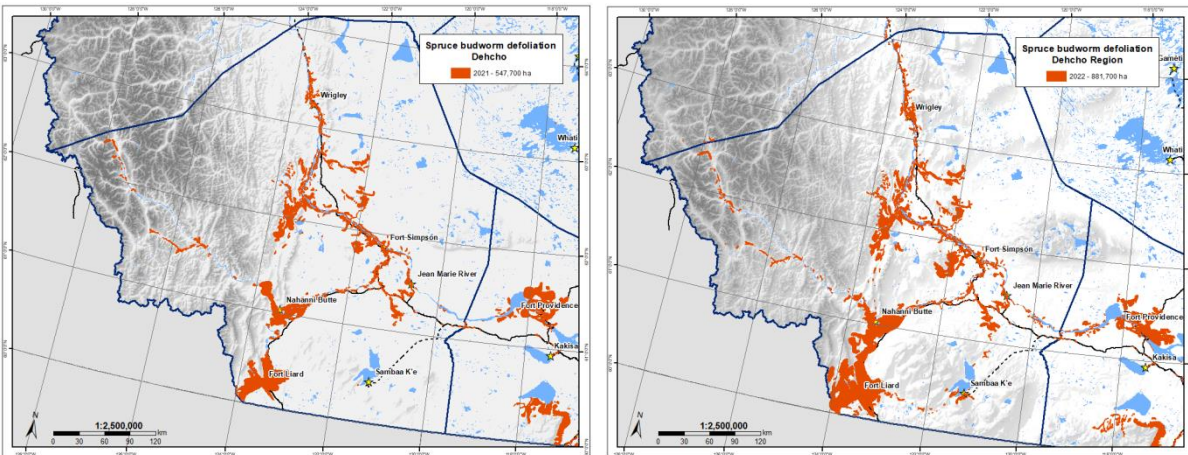 Spruce budworm defoliation
Dehcho
2021 - 547,700 ha
Wrigley
Whati
Fort Simpson
Jean Marie River
Nahanni Butte
Fort Providence
Kakisa
Sambaa K'e
Fort Liard
N
1:2,500,000
km
0 30 60 90 120
Spruce budworm defoliation
Dehcho Region
2022 - 881,700 ha
Gameti
Wrigley
Whati
Fort Simpson
Jean Marie River
Nahanni Butte
Fort Providence
Kakisa
Fort Liard
Sambaa K'e
N
1:2,500,000
km
0 30 60 90 120